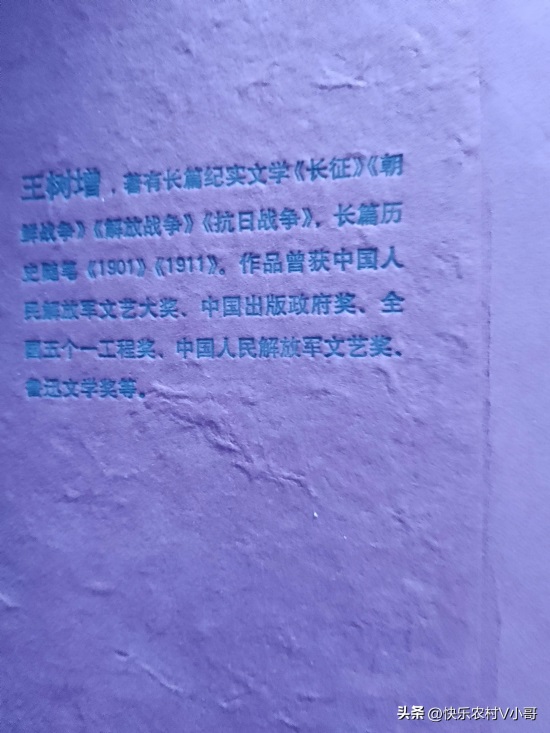 王树增，著有长篇纪实文学《长征》《朝
鲜战争》《解放战争》《抗日战争》，长篇历
史随笔《1901》《1911》。作品曾获中国人
民解放军文艺大奖、中国出版政府奖、全
国五个一工程奖、中国人民解放军文艺奖、
鲁迅文学奖等。
头条 @快乐农村V小哥